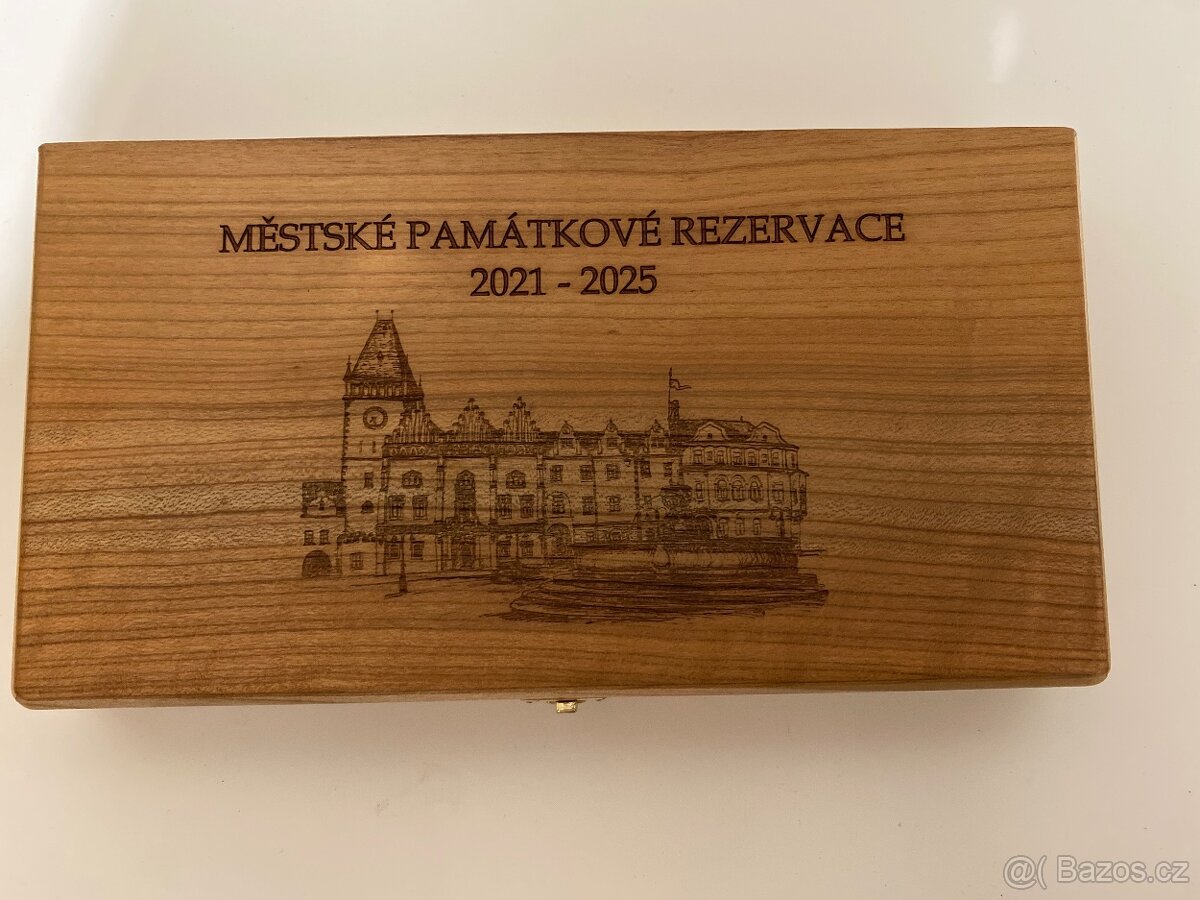 MĚSTSKÉ PAMÁTKOVÉ REZERVACE
2021 - 2025
@( Bazos.cz